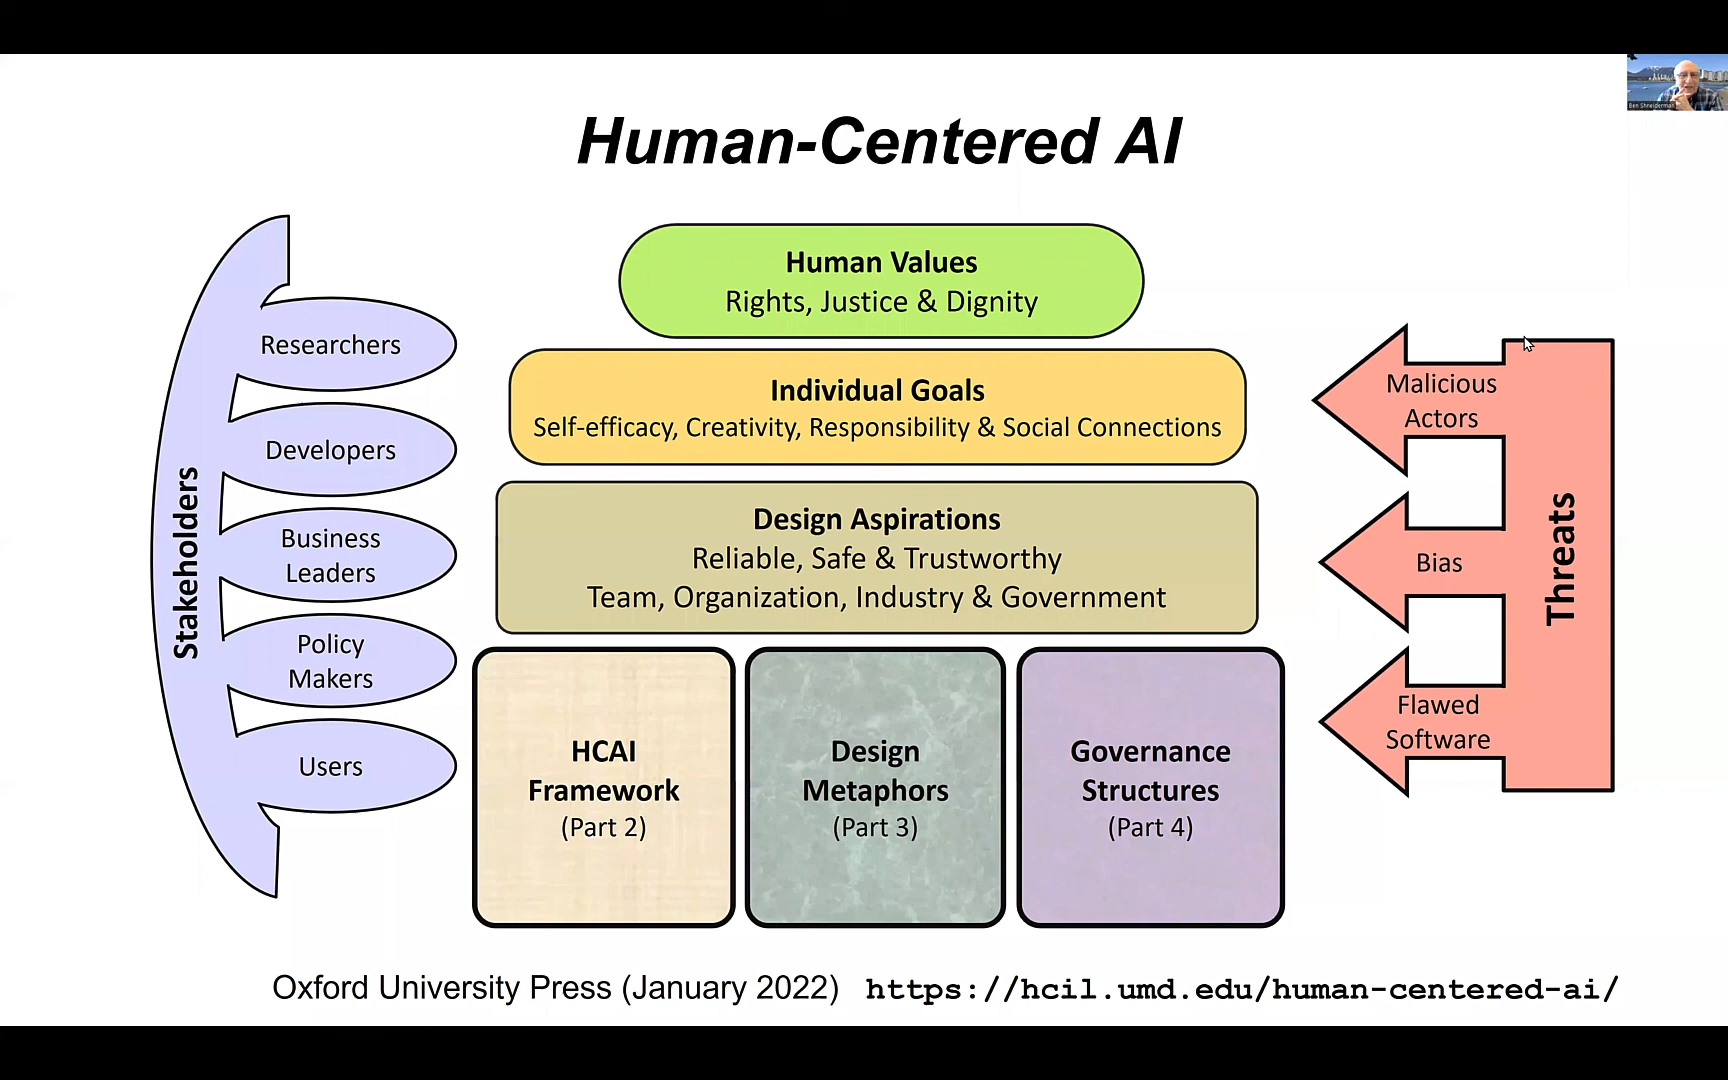 Human-Centered AI
Ben Shneiderman
Stakeholders
Researchers
Developers
Business
Leaders
Policy
Makers
Users
Human Values
Rights, Justice & Dignity
Individual Goals
Self-efficacy, Creativity, Responsibility & Social Connections
Design Aspirations
Reliable, Safe & Trustworthy
Team, Organization, Industry & Government
HCAI
Framework
(Part 2)
Design
Metaphors
(Part 3)
Governance
Structures
(Part 4)
Malicious
Actors
Bias
Flawed
Software
Threats
Oxford University Press (January 2022) https://hcil.umd.edu/human-centered-ai/